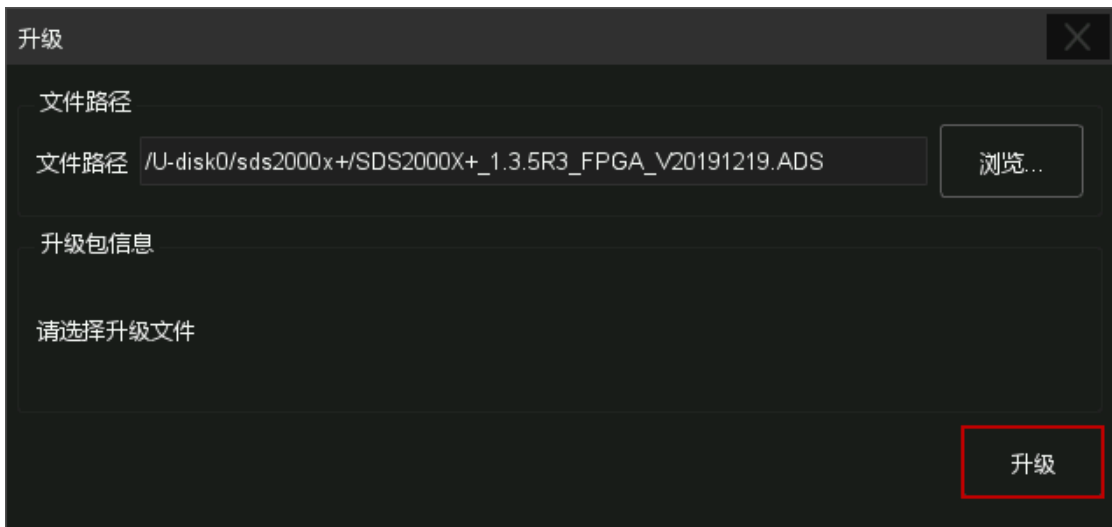 升级
文件路径
文件路径 /U-disk0/sds2000x+/SDS2000X+_1.3.5R3_FPGA_V20191219.ADS 浏览...
升级包信息
请选择升级文件
升级